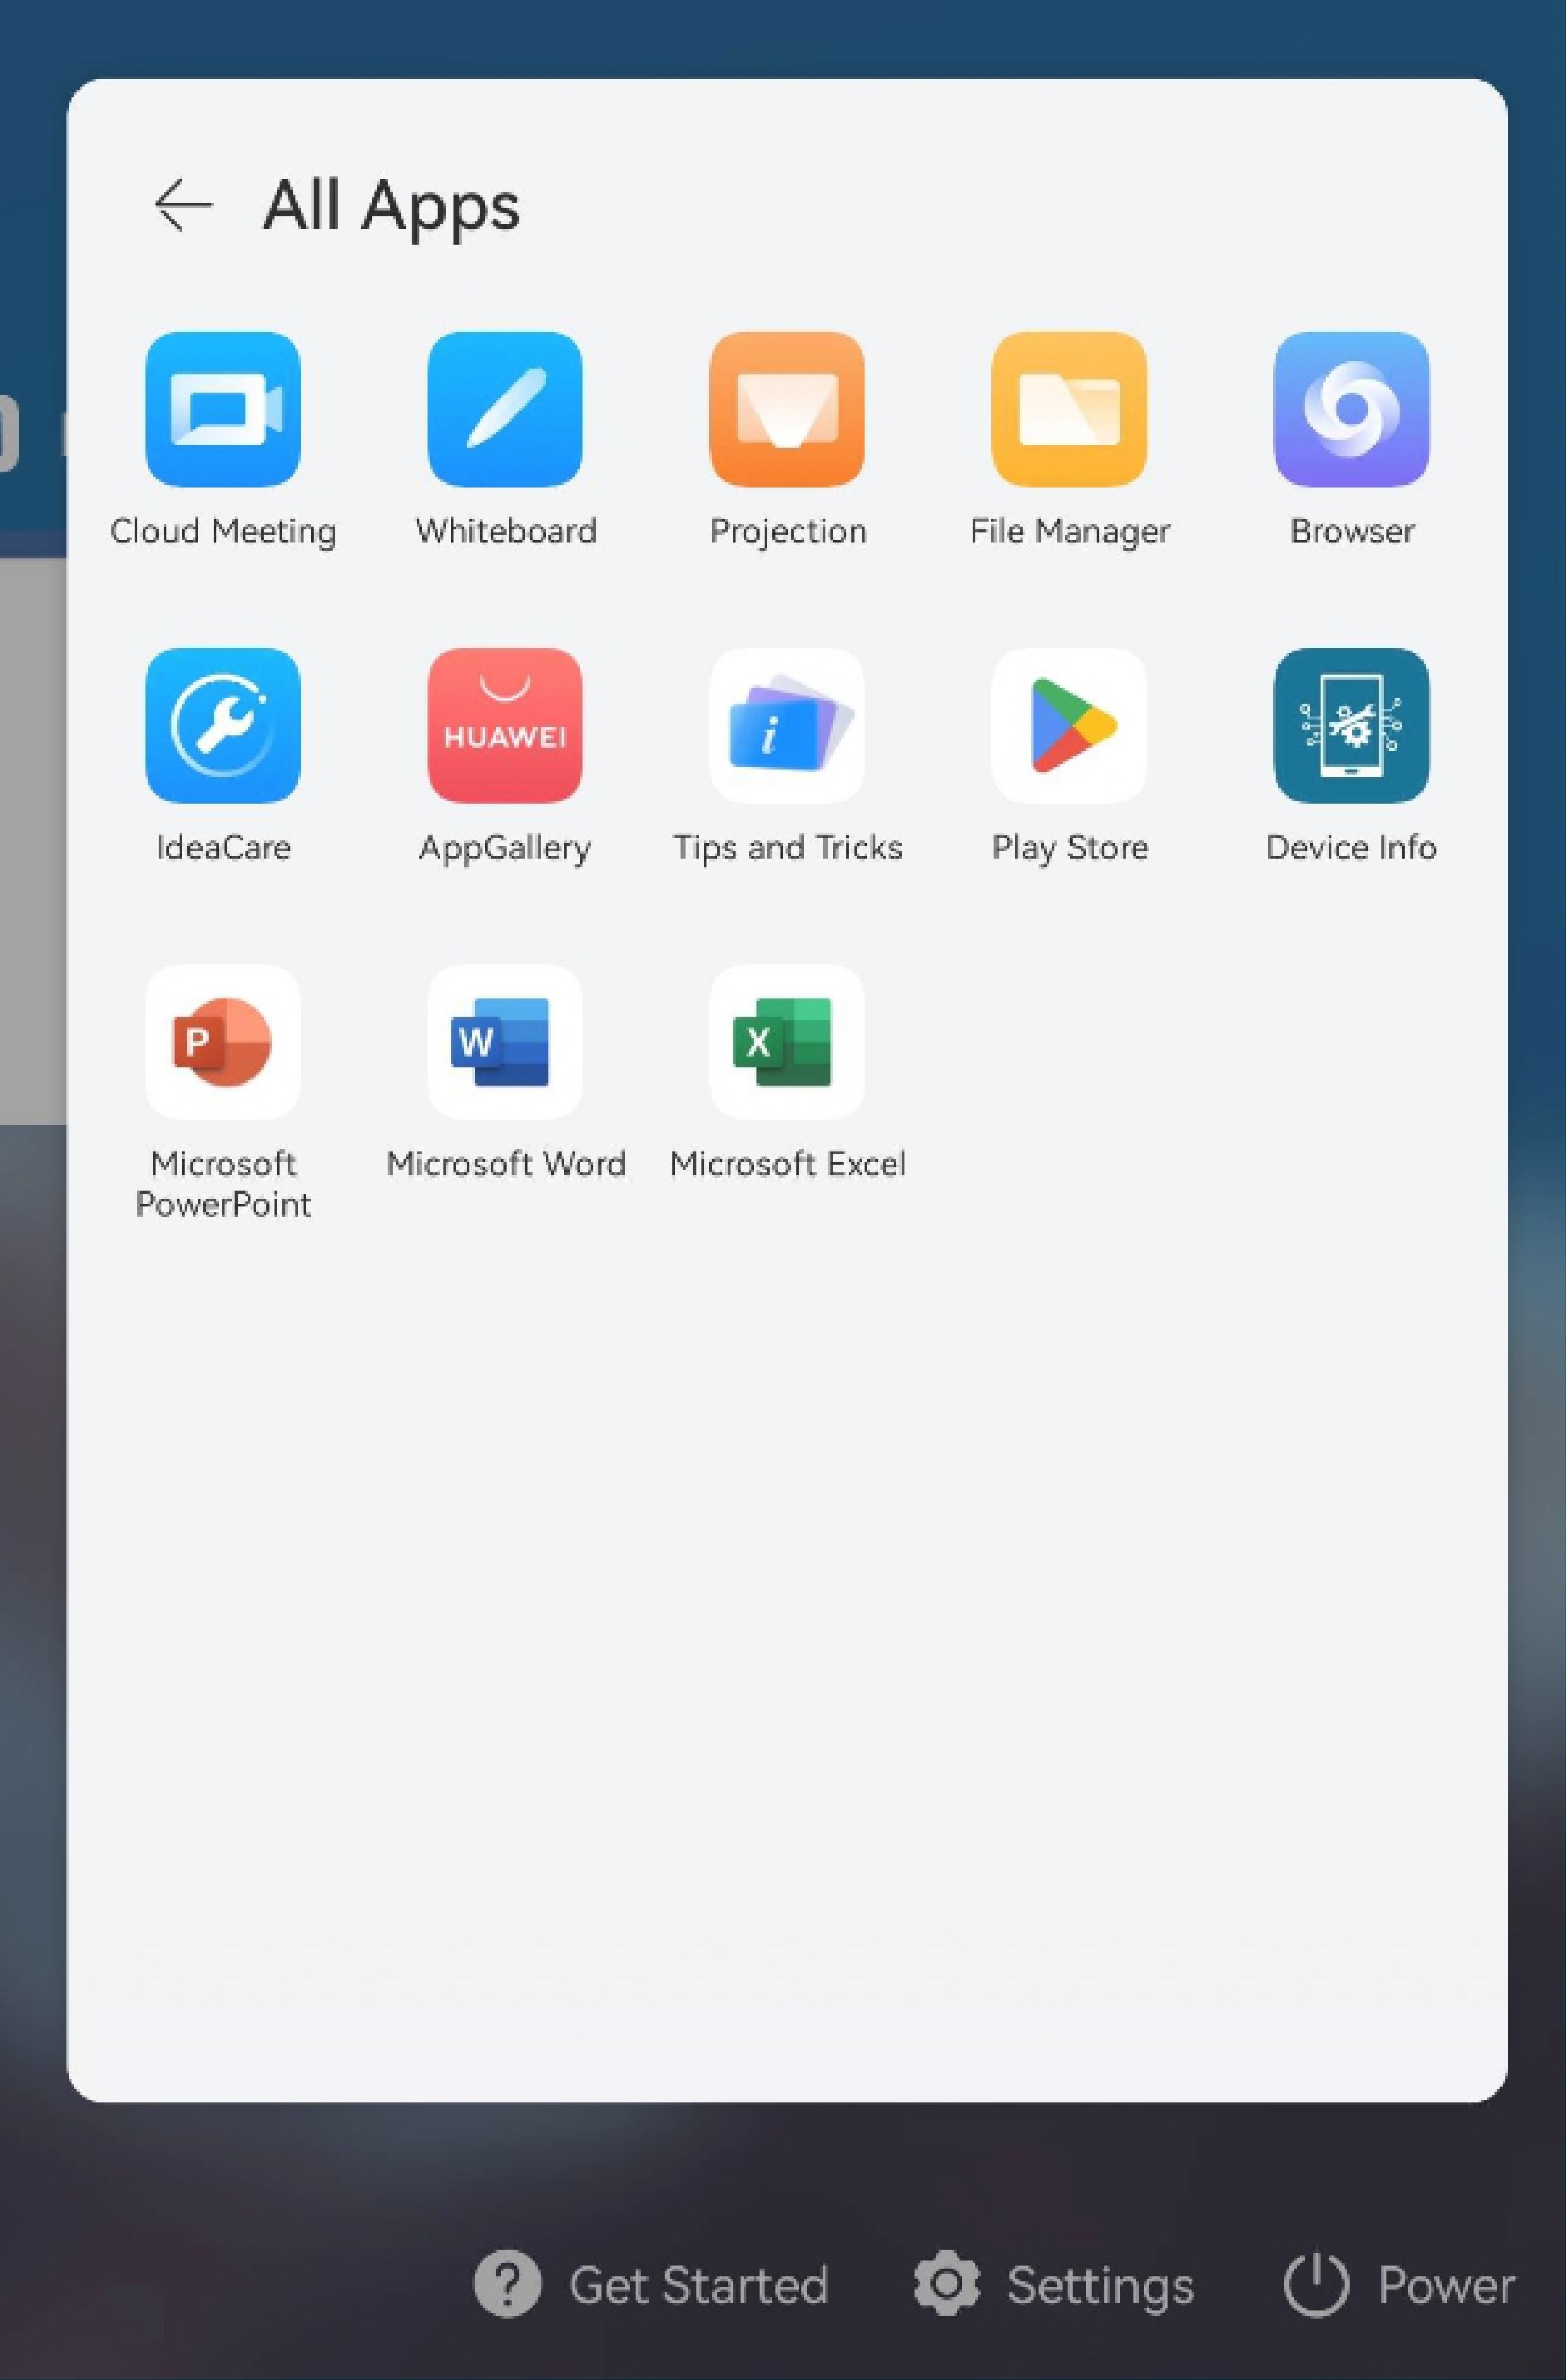 All Apps
Cloud Meeting
Whiteboard
Projection
File Manager
Browser
HUAWEI
i
IdeaCare
AppGallery
Tips and Tricks
Play Store
Device Info
P
W
X
Microsoft
PowerPoint
Microsoft Word
Microsoft Excel
? Get Started
Settings
Power